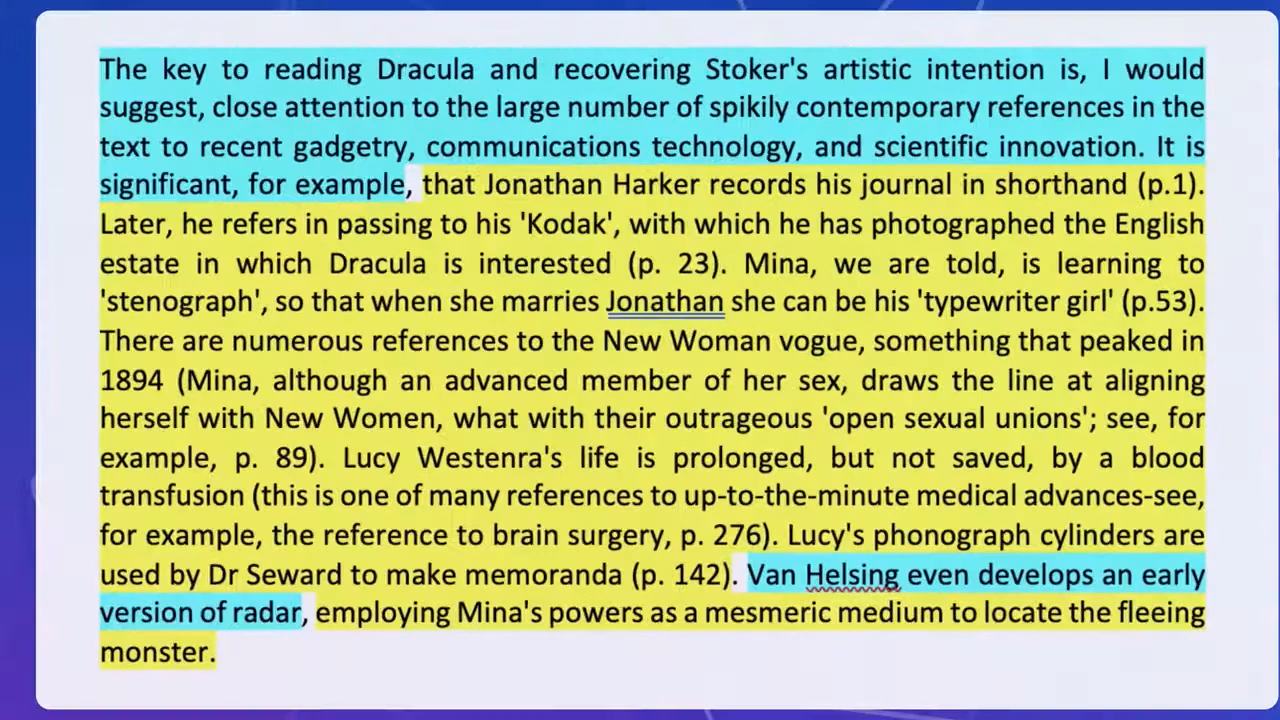 The key to reading Dracula and recovering Stoker's artistic intention is, I would
suggest, close attention to the large number of spikily contemporary references in the
text to recent gadgetry, communications technology, and scientific innovation. It is
significant, for example, that Jonathan Harker records his journal in shorthand (p.1).
Later, he refers in passing to his 'Kodak', with which he has photographed the English
estate in which Dracula is interested (p. 23). Mina, we are told, is learning to
'stenograph', so that when she marries Jonathan she can be his 'typewriter girl' (p.53).
There are numerous references to the New Woman vogue, something that peaked in
1894 (Mina, although an advanced member of her sex, draws the line at aligning
herself with New Women, what with their outrageous 'open sexual unions'; see, for
example, p. 89). Lucy Westenra's life is prolonged, but not saved, by a blood
transfusion (this is one of many references to up-to-the-minute medical advances-see,
for example, the reference to brain surgery, p. 276). Lucy's phonograph cylinders are
used by Dr Seward to make memoranda (p. 142). Van Helsing even develops an early
version of radar, employing Mina's powers as a mesmeric medium to locate the fleeing
monster.